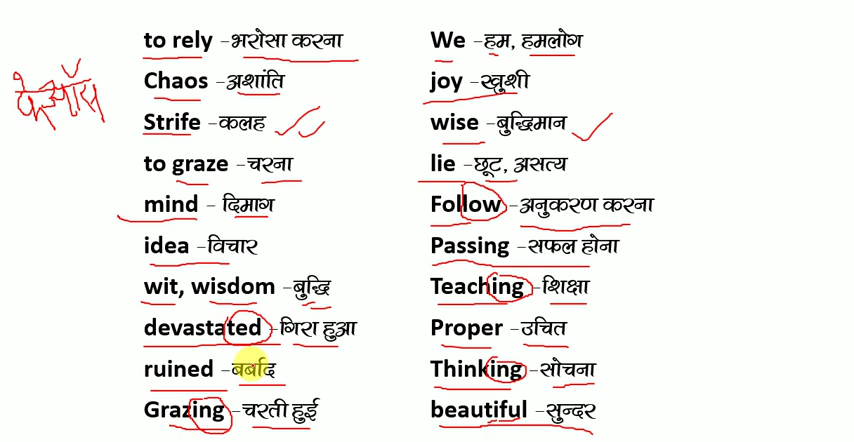 to rely - भरोसा करना
Chaos - अशांति
Strife - कलह
to graze - चरना
mind - दिमाग
idea - विचार
wit, wisdom - बुद्धि
devastated - गिरा हुआ
ruined - बर्बाद
Grazing - चरती हुई
We - हम, हमलोग
joy - खुशी
wise - बुद्धिमान
lie - छूट, असत्य
Follow - अनुकरण करना
Passing - सफल होना
Teaching - शिक्षा
Proper - उचित
Thinking - सोचना
beautiful - सुन्दर